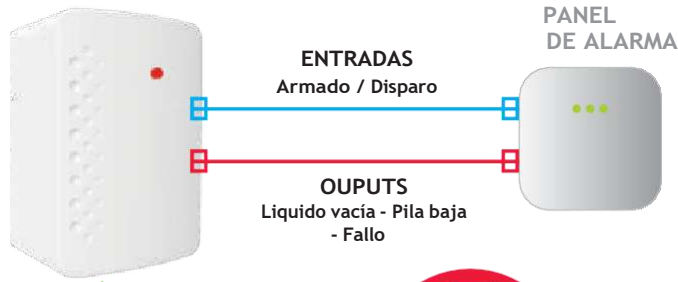 PANEL
DE ALARMA
ENTRADAS
Armado / Disparo
OUPUTS
Liquido vacía - Pila baja
- Fallo